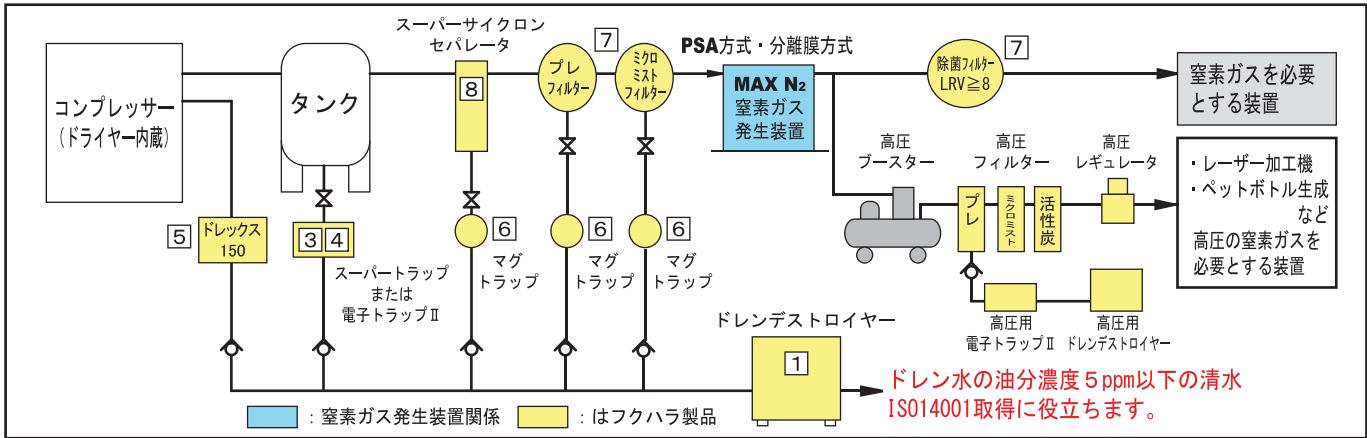 コンプレッサー
(ドライヤー内蔵)
タンク
スーパーサイクロン
セパレータ
8
プレ
フィルター
7
ミクロ
ミスト
フィルター
PSA方式・分離膜方式
MAX N₂
窒素ガス
発生装置
除菌フィルター
LRV≧8
7
窒素ガスを必要
とする装置
高圧
ブースター
高圧
フィルター
高圧
レギュレータ
プレ
ミクロミスト
活性炭
・レーザー加工機
・ペットボトル生成
など
高圧の窒素ガスを
必要とする装置
5
ドレックス
150
3 4
スーパートラップ
または
電子トラップⅡ
6
マグ
トラップ
6
マグ
トラップ
6
マグ
トラップ
高圧用
電子トラップⅡ
高圧用
ドレンデストロイヤー
ドレンデストロイヤー
1
ドレン水の油分濃度5ppm以下の清水
ISO14001取得に役立ちます。
:窒素ガス発生装置関係
:はフクハラ製品